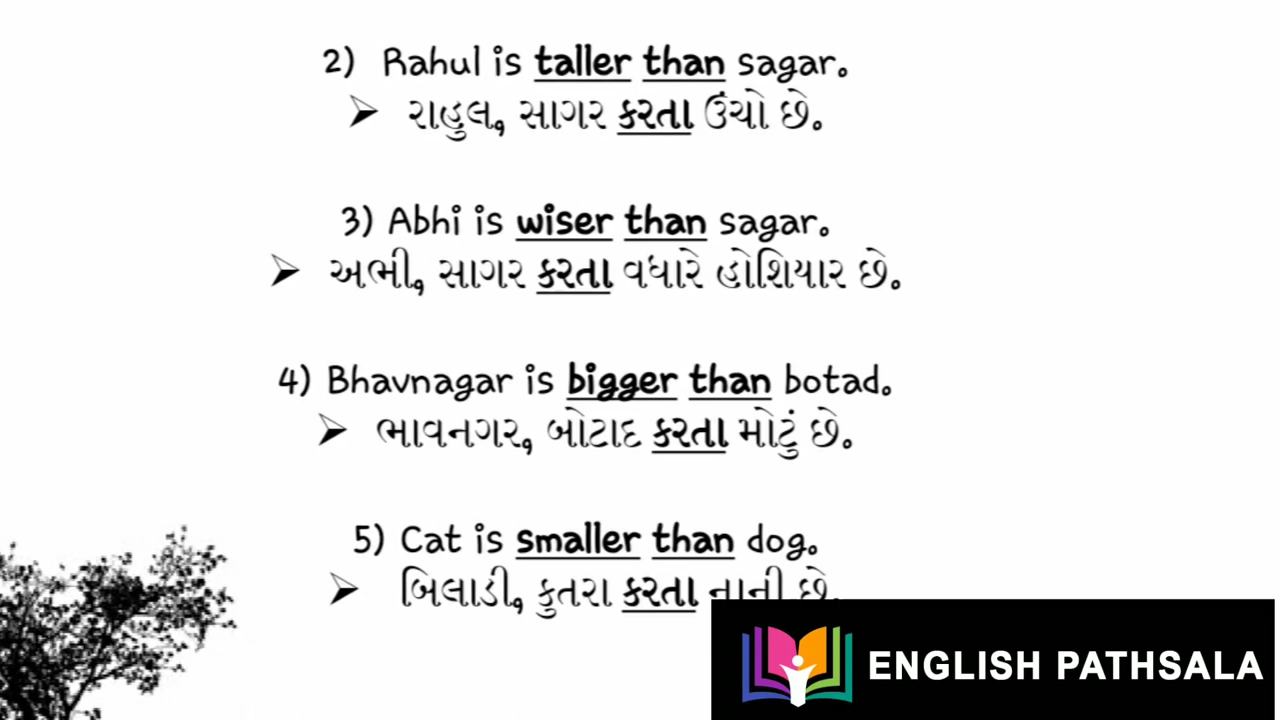 2) Rahul is taller than sagar.
➢ રાહુલ, સાગર કરતા ઉંચો છે.
3) Abhi is wiser than sagar.
➢ અભી, સાગર કરતા વધારે હોશિયાર છે.
4) Bhavnagar is bigger than botad.
➢ ભાવનગર, બોટાદ કરતા મોટું છે.
5) Cat is smaller than dog.
➢ બિલાડી, કુતરા કરતા નાની છે.
ENGLISH PATHSALA